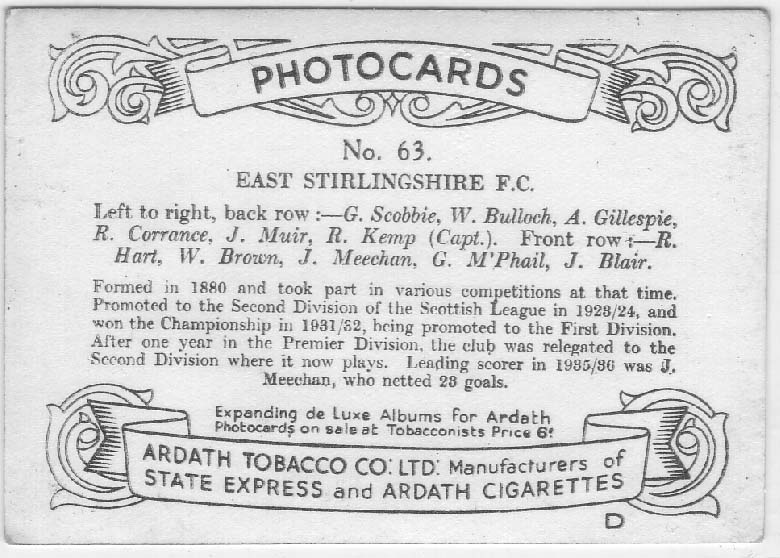 PHOTOCARDS
No. 63.
EAST STIRLINGSHIRE F.C.
Left to right, back row :—G. Scobbie, W. Bulloch, A. Gillespie,
R. Corrance, J. Muir, R. Kemp (Capt.). Front row :—R.
Hart, W. Brown, J. Meechan, G. M'Phail, J. Blair.
Formed in 1880 and took part in various competitions at that time.
Promoted to the Second Division of the Scottish League in 1923/24, and
won the Championship in 1931/32, being promoted to the First Division.
After one year in the Premier Division, the club was relegated to the
Second Division where it now plays. Leading scorer in 1935/36 was J.
Meechan, who netted 23 goals.
Expanding de Luxe Albums for Ardath
Photocards on sale at Tobacconists Price 6ᵈ
ARDATH TOBACCO CO: LTD: Manufacturers of
STATE EXPRESS and ARDATH CIGARETTES
D